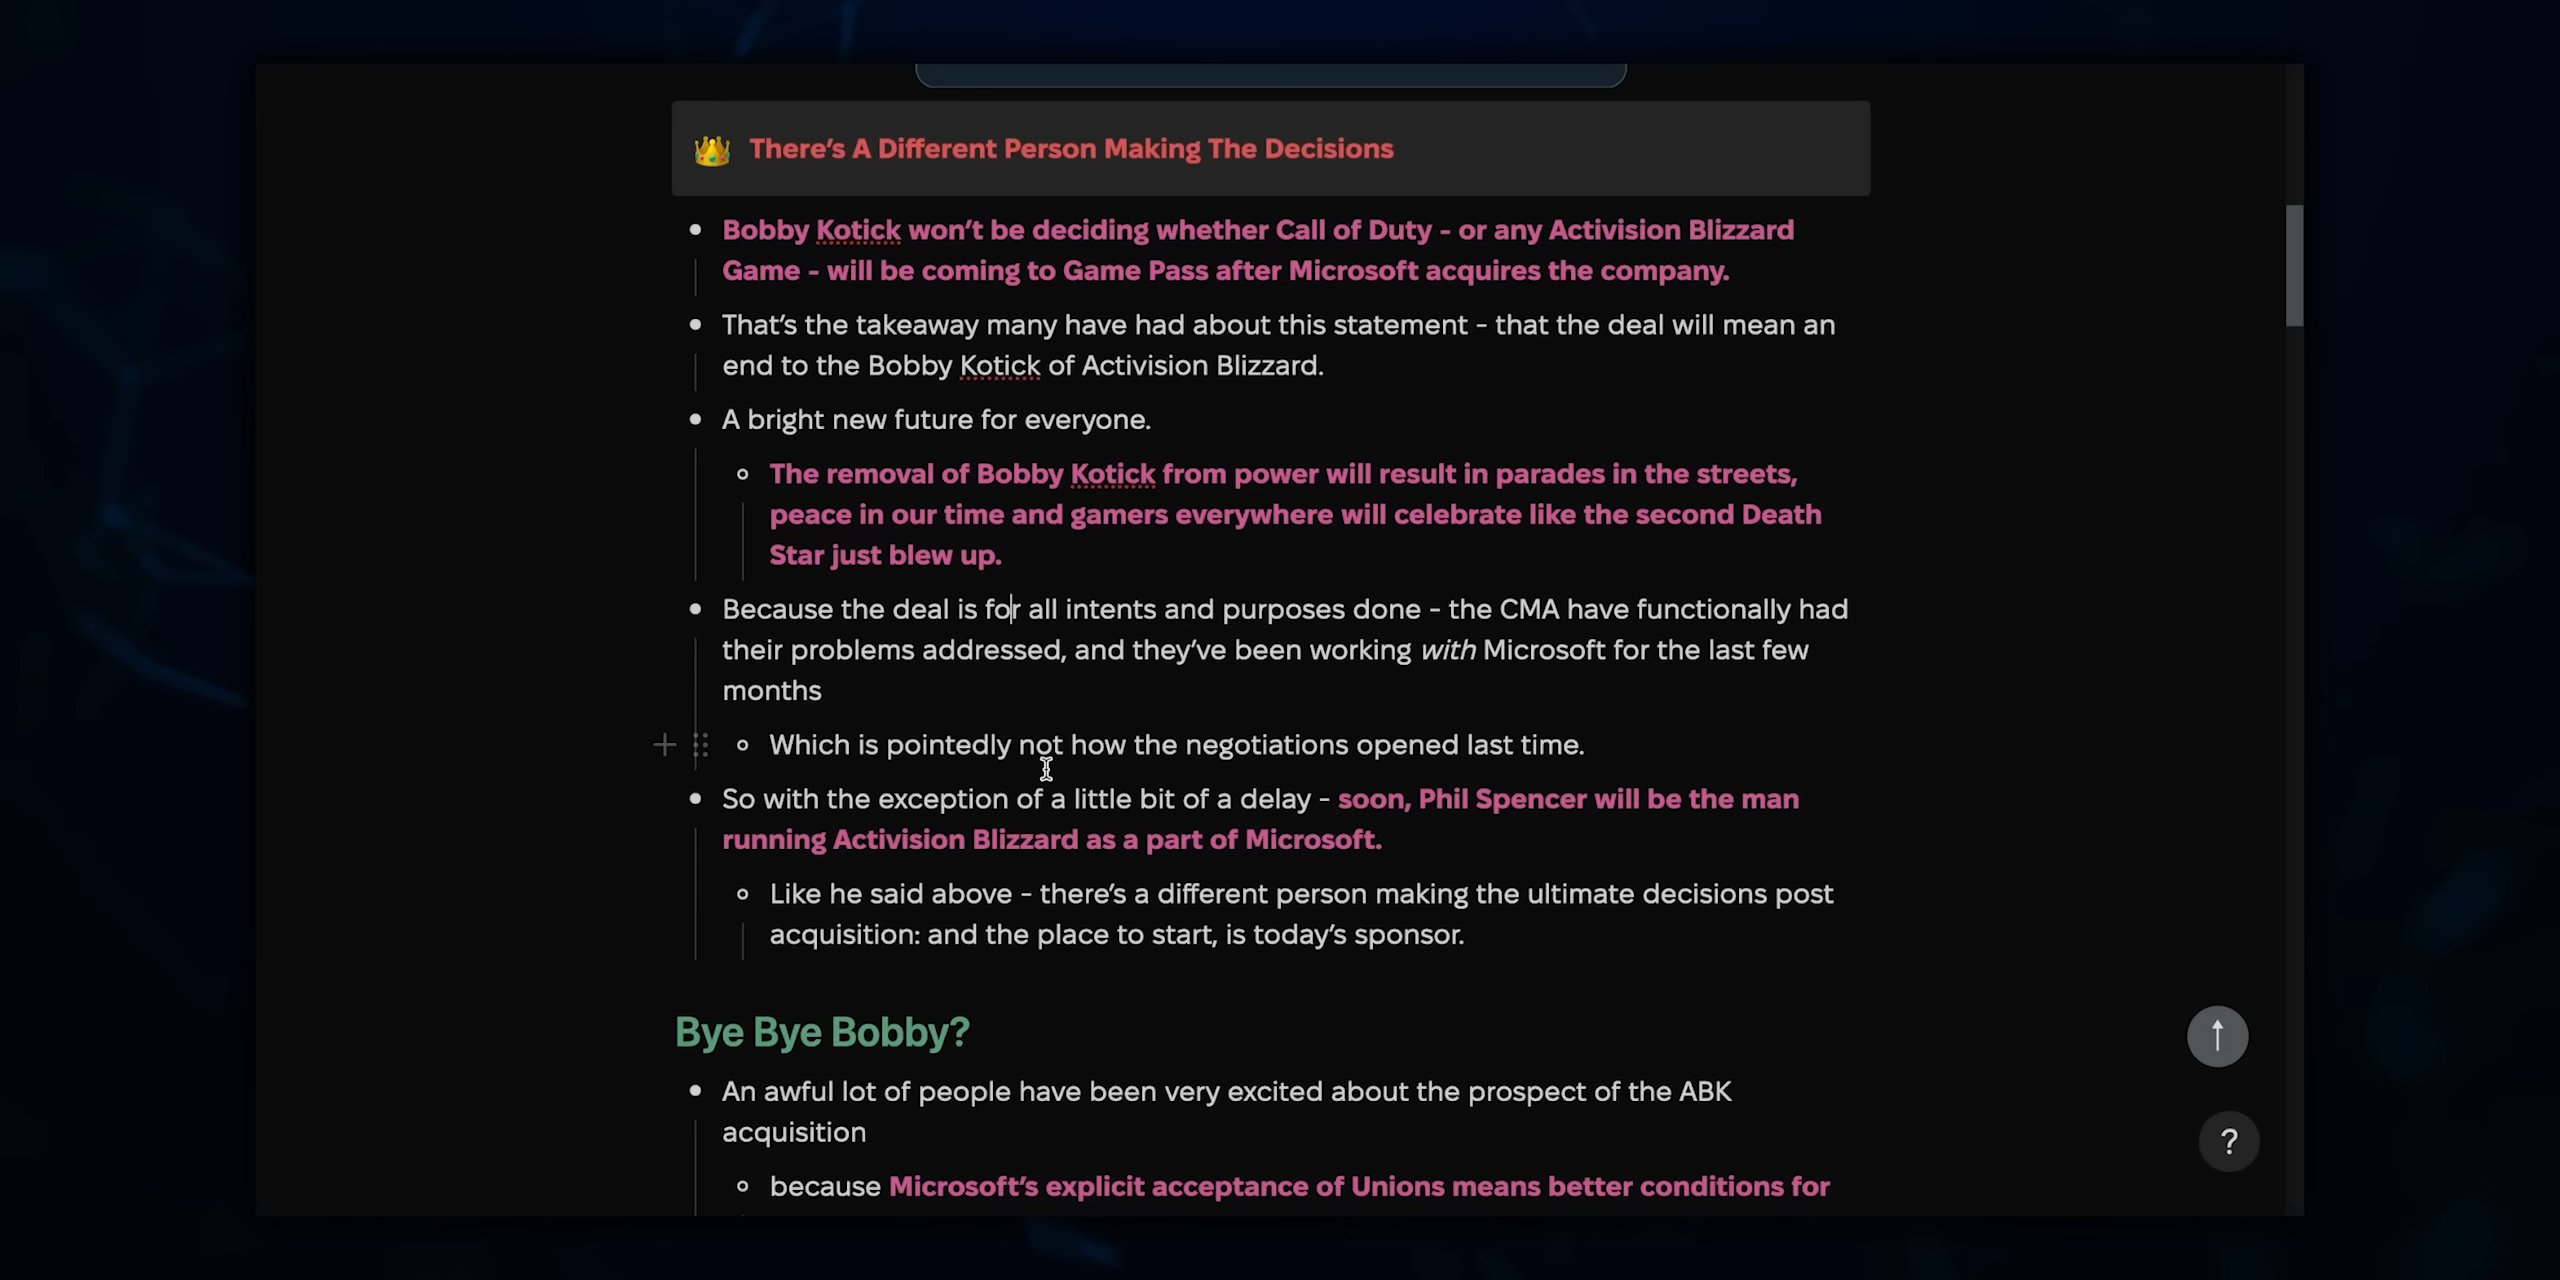 There's A Different Person Making The Decisions
Bobby Kotick won't be deciding whether Call of Duty - or any Activision Blizzard
Game - will be coming to Game Pass after Microsoft acquires the company.
That's the takeaway many have had about this statement - that the deal will mean an
end to the Bobby Kotick of Activision Blizzard.
A bright new future for everyone.
The removal of Bobby Kotick from power will result in parades in the streets,
peace in our time and gamers everywhere will celebrate like the second Death
Star just blew up.
Because the deal is for all intents and purposes done - the CMA have functionally had
their problems addressed, and they've been working with Microsoft for the last few
months
Which is pointedly not how the negotiations opened last time.
So with the exception of a little bit of a delay - soon, Phil Spencer will be the man
running Activision Blizzard as a part of Microsoft.
Like he said above - there's a different person making the ultimate decisions post
acquisition: and the place to start, is today's sponsor.
Bye Bye Bobby?
An awful lot of people have been very excited about the prospect of the ABK
acquisition
because Microsoft's explicit acceptance of Unions means better conditions for
?